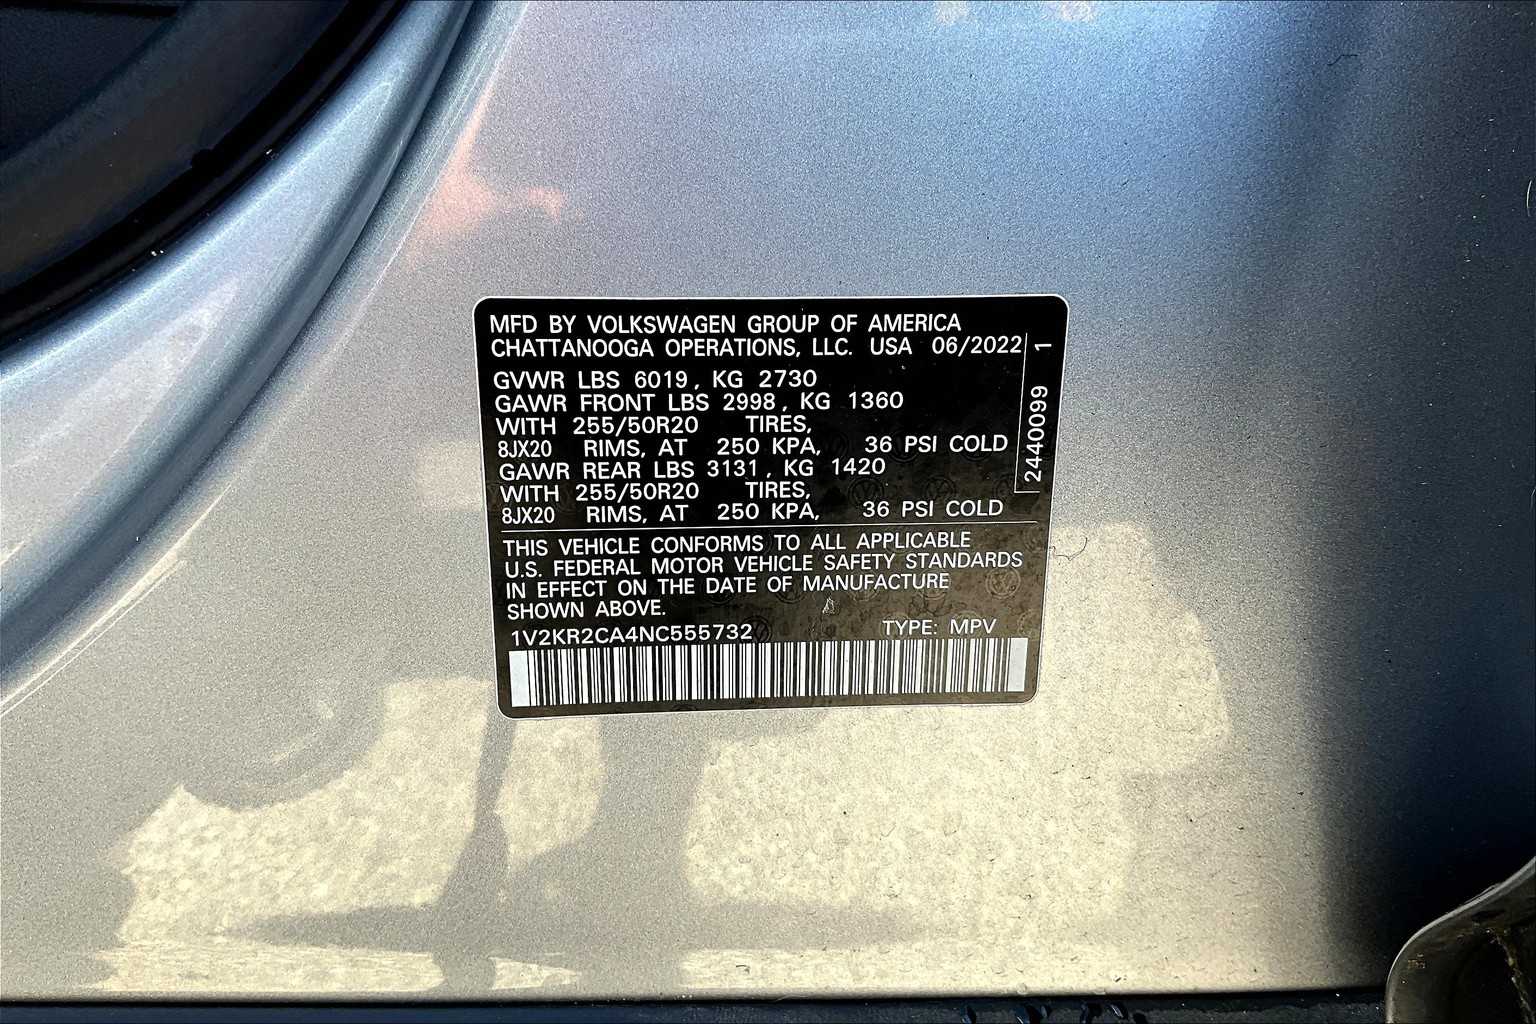 MFD BY VOLKSWAGEN GROUP OF AMERICA
CHATTANOOGA OPERATIONS, LLC. USA 06/2022
GVWR LBS 6019, KG 2730
GAWR FRONT LBS 2998, KG 1360
WITH 255/50R20 TIRES,
8JX20 RIMS, AT 250 KPA, 36 PSI COLD
GAWR REAR LBS 3131, KG 1420
WITH 255/50R20 TIRES,
8JX20 RIMS, AT 250 KPA, 36 PSI COLD
2440099 1
THIS VEHICLE CONFORMS TO ALL APPLICABLE
U.S. FEDERAL MOTOR VEHICLE SAFETY STANDARDS
IN EFFECT ON THE DATE OF MANUFACTURE
SHOWN ABOVE.
1V2KR2CA4NC555732 TYPE: MPV